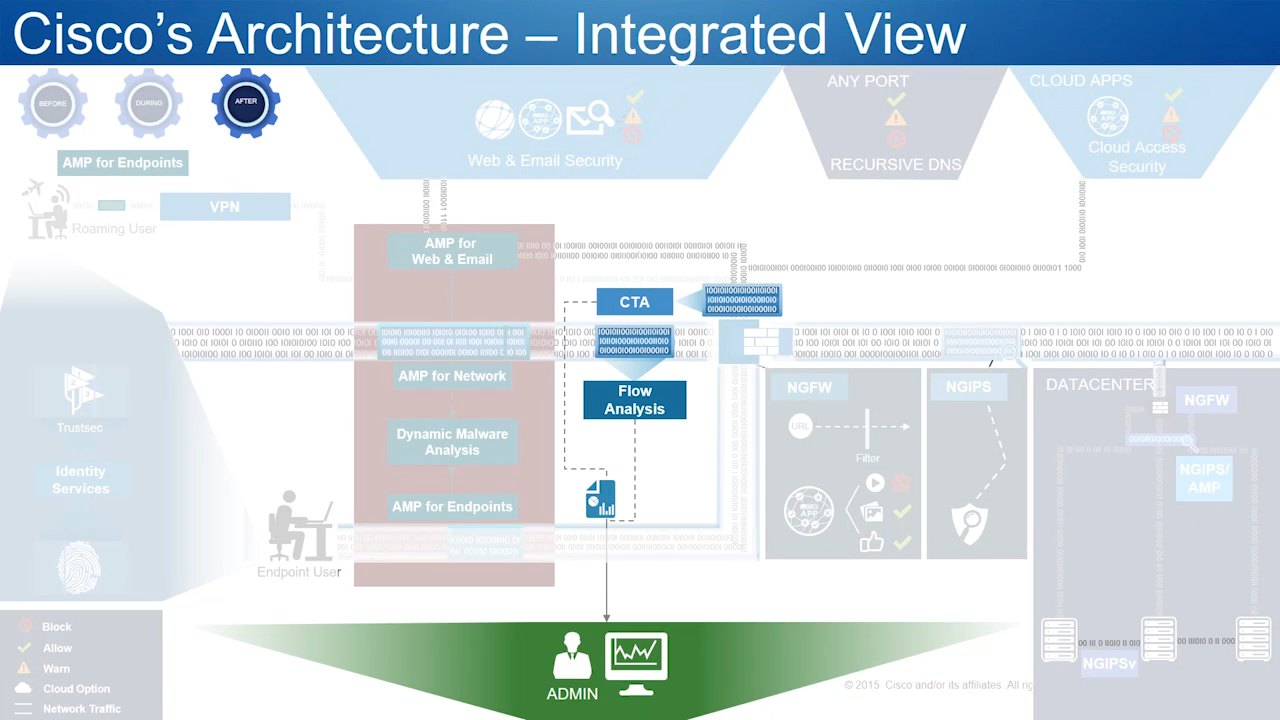 Cisco's Architecture – Integrated View
BEFORE
DURING
AFTER
AMP for Endpoints
VPN
Roaming User
Web & Email Security
ANY PORT
RECURSIVE DNS
CLOUD APPS
Cloud Access
Security
AMP for
Web & Email
CTA
AMP for Network
Flow
Analysis
Dynamic Malware
Analysis
AMP for Endpoints
Trustsec
Identity
Services
Endpoint User
NGFW
URL
Filter
APP
NGIPS
DATACENTER
NGFW
NGIPS/
AMP
NGIPSv
Block
Allow
Warn
Cloud Option
Network Traffic
ADMIN
© 2015 Cisco and/or its affiliates. All rig